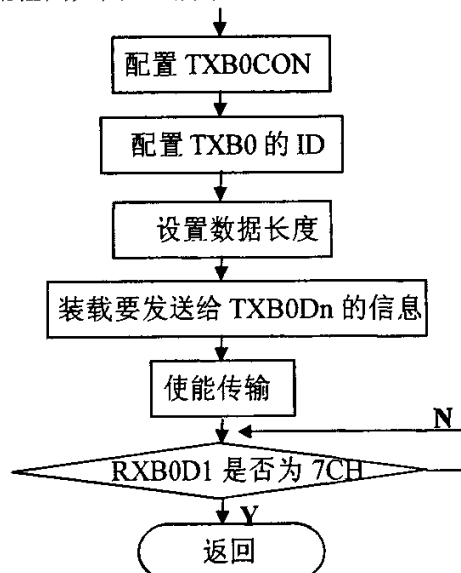 配置 TXB0CON
配置 TXB0 的 ID
设置数据长度
装载要发送给 TXB0Dn 的信息
使能传输
N
RXB0D1 是否为 7CH
Y
返回